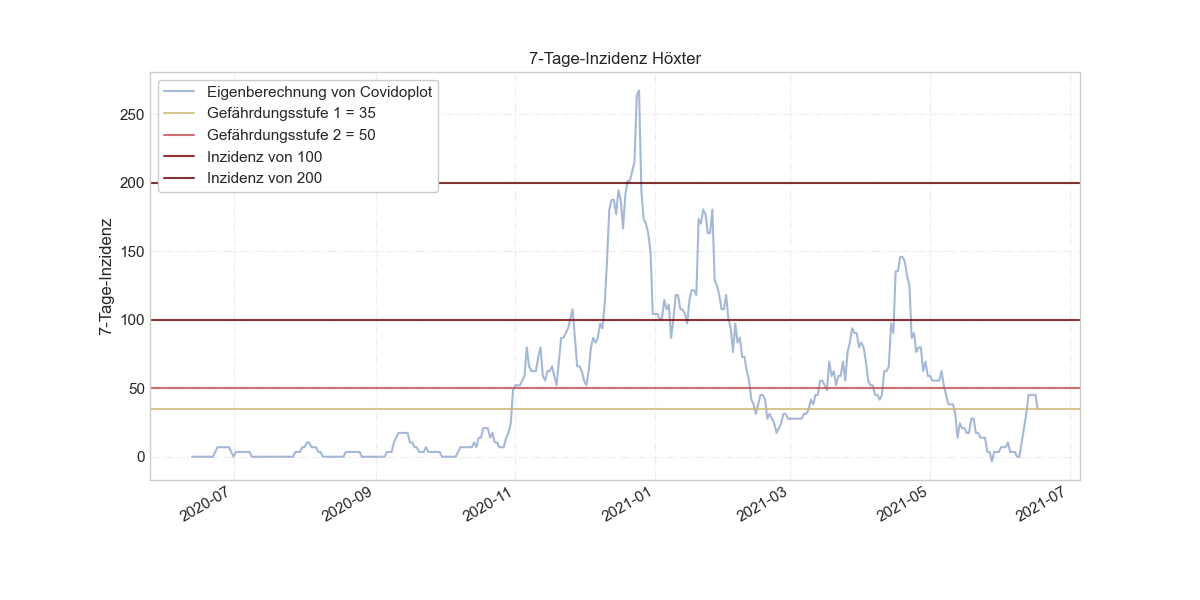 7-Tage-Inzidenz Höxter
Eigenberechnung von Covidoplot
Gefährdungsstufe 1 = 35
Gefährdungsstufe 2 = 50
Inzidenz von 100
Inzidenz von 200
7-Tage-Inzidenz
250
200
150
100
50
0
2020-07
2020-09
2020-11
2021-01
2021-03
2021-05
2021-07